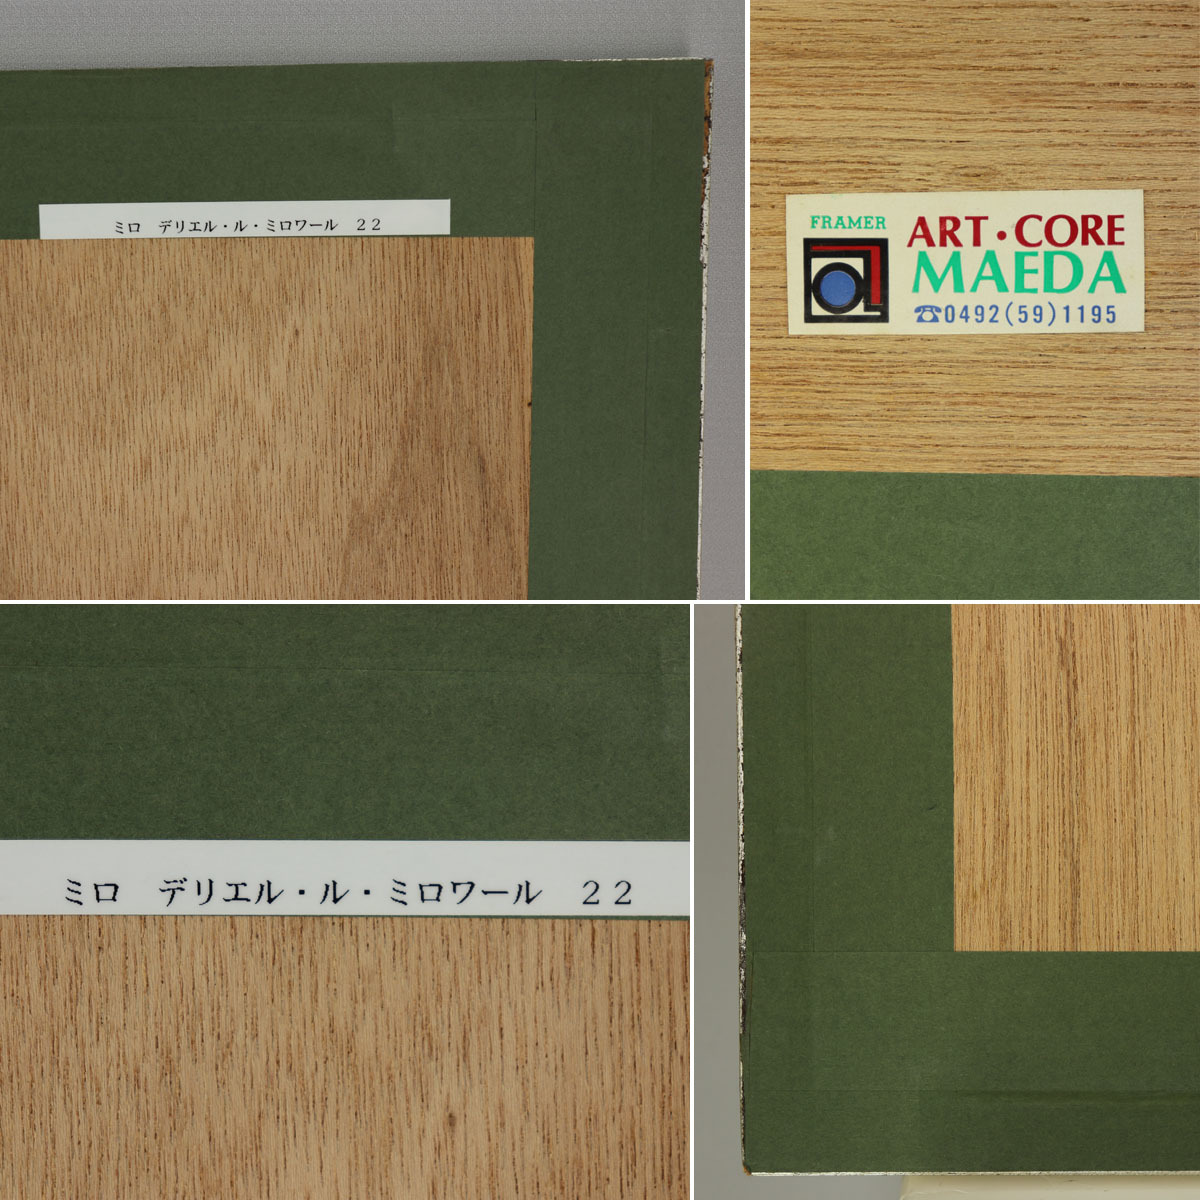 ミロ　デリエル・ル・ミロワール　２２
FRAMER
ART・CORE
MAEDA
☎0492(59)1195
ミロ　デリエル・ル・ミロワール　２２